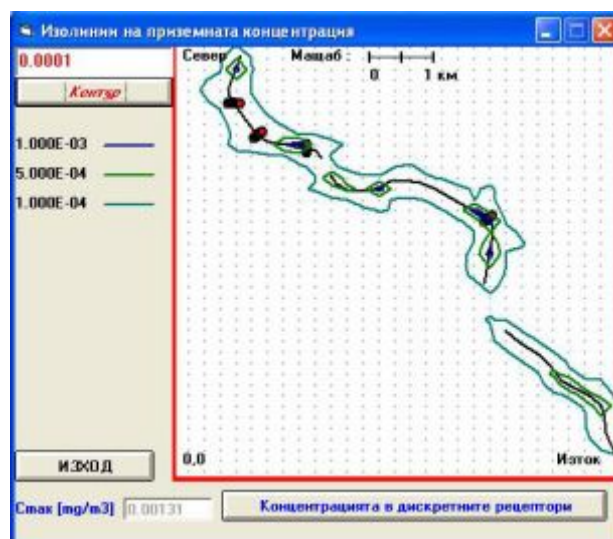 Изолинии на приземната концентрация
0.0001
Контур
1.000E-03
5.000E-04
1.000E-04
Север Мащаб :
0 1 км
0,0 Изток
ИЗХОД
Cmax [mg/m3] 0.00131
Концентрацията в дискретните рецептори